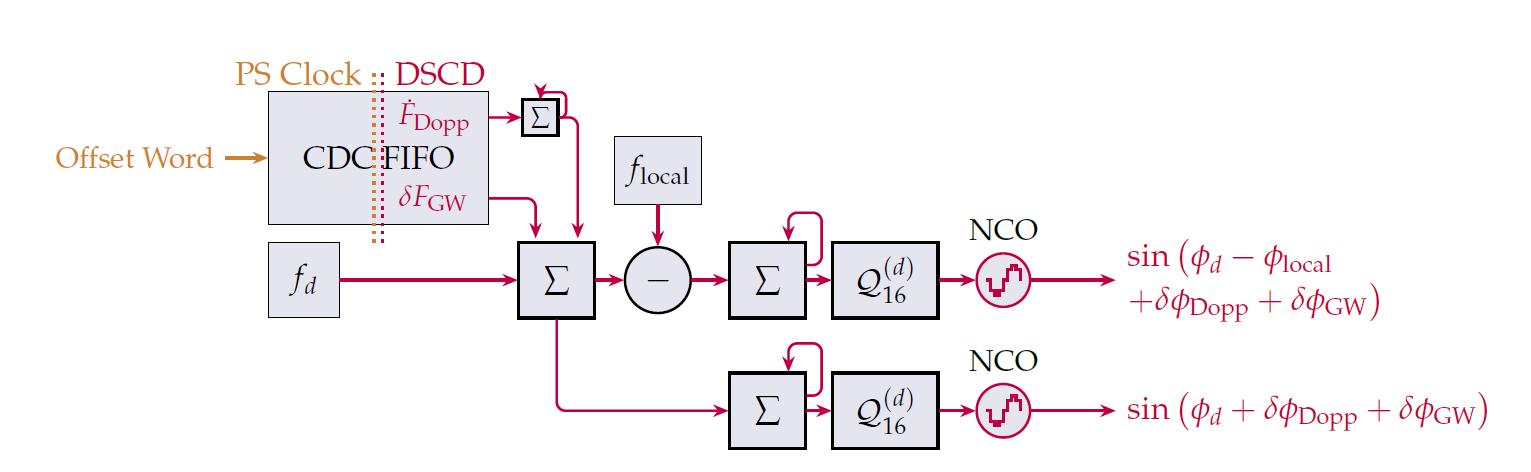 PS Clock DSCD
Ḟ_Dopp
Σ
Offset Word
CDC FIFO
δF_GW
f_local
f_d
Σ
−
Σ
𝒬_16^(d)
NCO
sin (ϕ_d − ϕ_local
+δϕ_Dopp + δϕ_GW)
Σ
𝒬_16^(d)
NCO
sin (ϕ_d + δϕ_Dopp + δϕ_GW)